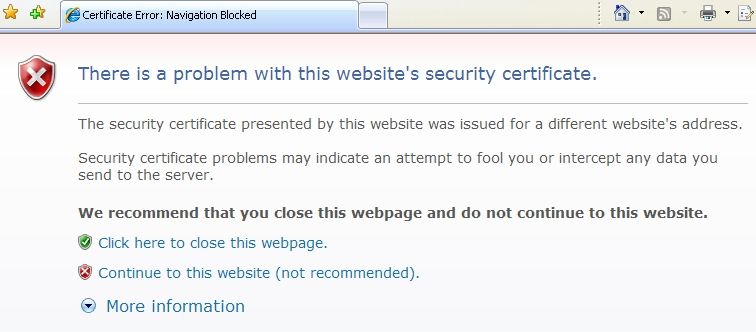 Certificate Error: Navigation Blocked
There is a problem with this website's security certificate.
The security certificate presented by this website was issued for a different website's address.
Security certificate problems may indicate an attempt to fool you or intercept any data you
send to the server.
We recommend that you close this webpage and do not continue to this website.
Click here to close this webpage.
Continue to this website (not recommended).
More information